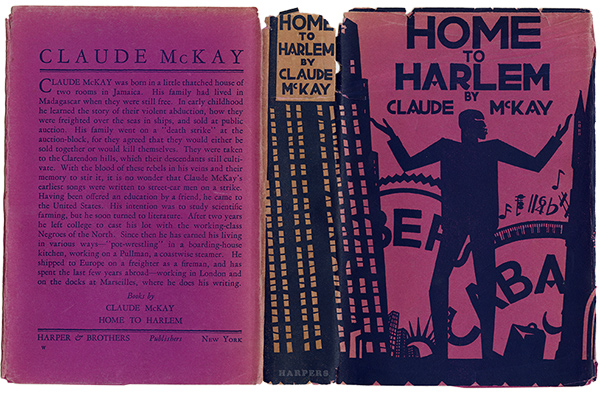 CLAUDE McKAY
CLAUDE McKAY was born in a little thatched house of
two rooms in Jamaica. His family had lived in
Madagascar when they were still free. In early childhood
he learned the story of their violent abduction, how they
were freighted over the seas in ships, and sold at public
auction. His family went on a "death strike" at the
auction-block, for they agreed that they would either be
sold together or would kill themselves. They were taken
to the Clarendon hills, which their descendants still culti-
vate. With the blood of these rebels in his veins and their
memory to stir it, it is no wonder that Claude McKay's
earliest songs were written to street-car men on a strike.
Having been offered an education by a friend, he came to
the United States. His intention was to study scientific
farming, but he soon turned to literature. After two years
he left college to cast his lot with the working-class
Negroes of the North. Since then he has earned his living
in various ways—"pot-wrestling" in a boarding-house
kitchen, working on a Pullman, a coastwise steamer. He
shipped to Europe on a freighter as a fireman, and has
spent the last few years abroad—working in London and
on the docks at Marseilles, where he does his writing.
Books by
CLAUDE McKAY
HOME TO HARLEM
HARPER & BROTHERS Publishers NEW YORK
W
HOME
TO
HARLEM
BY
CLAUDE
McKAY
HARPERS
HOME
TO
HARLEM
BY
CLAUDE McKAY
BER
CABA